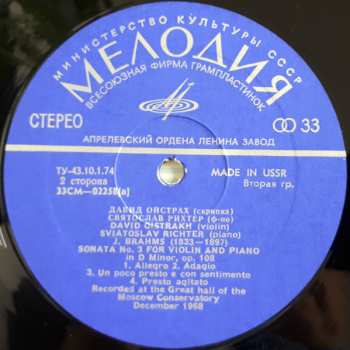 МИНИСТЕРСТВО КУЛЬТУРЫ СССР
МЕЛОДИЯ
ВСЕСОЮЗНАЯ ФИРМА ГРАМПЛАСТИНОК
СТЕРЕО
33
АПРЕЛЕВСКИЙ ОРДЕНА ЛЕНИНА ЗАВОД
ТУ-43.10.1.74
MADE IN USSR
2 сторона
Вторая гр.
33СМ—02258(а)
ДАВИД ОЙСТРАХ (скрипка)
СВЯТОСЛАВ РИХТЕР (ф-но)
DAVID OISTRAKH (violin)
SVIATOSLAV RICHTER (piano)
J. BRAHMS (1833—1897)
SONATA No. 3 FOR VIOLIN AND PIANO
in D Minor, op. 108
1. Allegro 2. Adagio
3. Un poco presto e con sentimento
4. Presto agitato
Recorded at the Great hall of the
Moscow Conservatory
December 1968